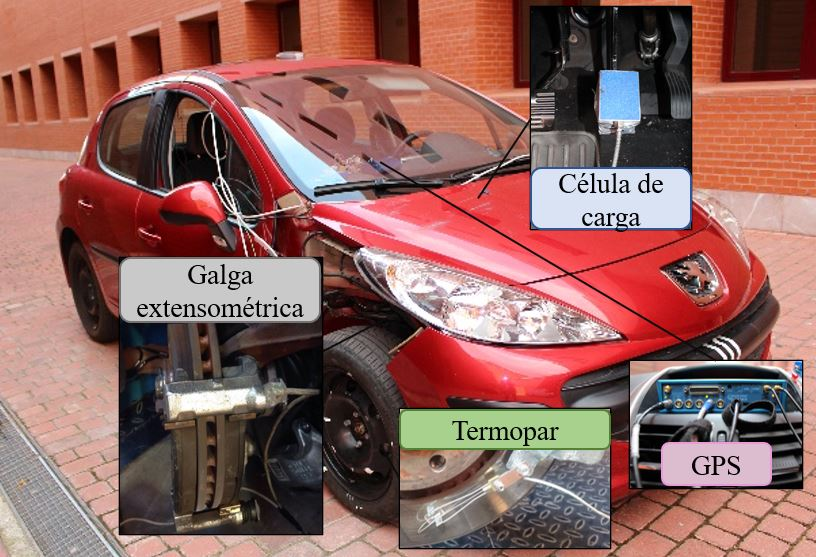 Célula de
carga
Galga
extensométrica
Termopar
GPS